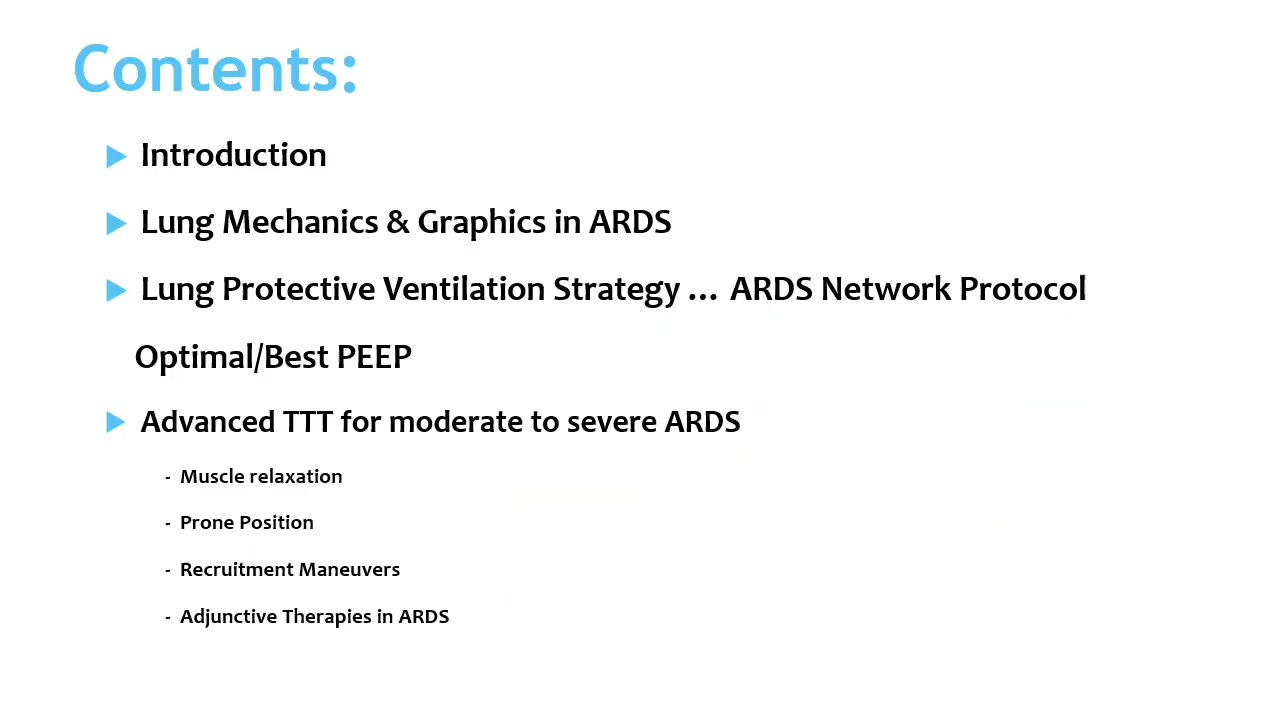 Contents:
Introduction
Lung Mechanics & Graphics in ARDS
Lung Protective Ventilation Strategy ... ARDS Network Protocol
Optimal/Best PEEP
Advanced TTT for moderate to severe ARDS
- Muscle relaxation
- Prone Position
- Recruitment Maneuvers
- Adjunctive Therapies in ARDS